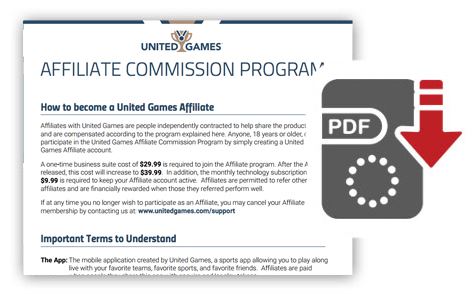 UNITED GAMES
AFFILIATE COMMISSION PROGRAM
How to become a United Games Affiliate
Affiliates with United Games are people independently contracted to help share the
and are compensated according to the program explained here. Anyone, 18 years or older,
participate in the United Games Affiliate Commission Program by simply creating a United
Games Affiliate account.
A one-time business suite cost of $29.99 is required to join the Affiliate program. After the
released, this cost will increase to $39.99. In addition, the monthly technology
$9.99 is required to keep your Affiliate account active. Affiliates are permitted to refer other
affiliates and are financially rewarded when those they referred perform well.
If at any time you no longer wish to participate as an Affiliate, you may cancel your Affiliate
membership by contacting us at: www.unitedgames.com/support
Important Terms to Understand
The App: The mobile application created by United Games, a sports app allowing you to play along
live with your favorite teams, favorite sports, and favorite friends. Affiliates are paid
PDF